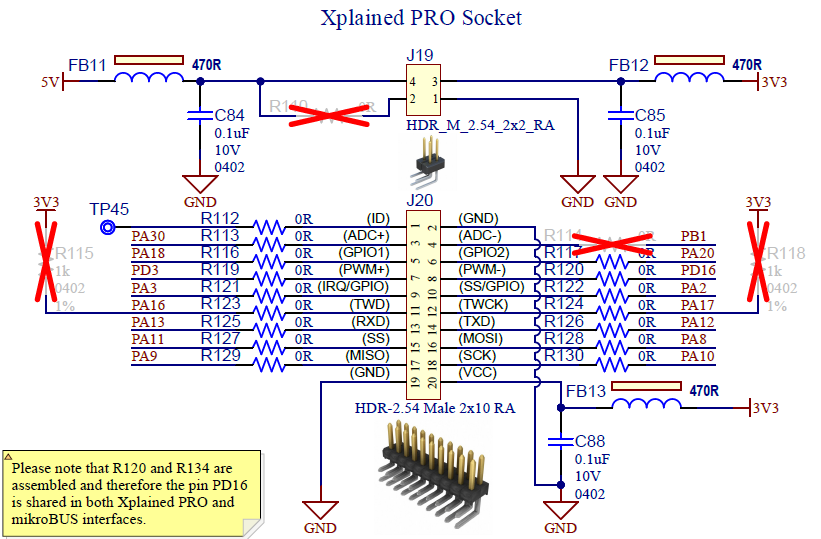 Xplained PRO Socket
J19
FB11 470R
FB12 470R
5V 4 3 3V3
2 1
0R
C84
0.1uF
10V
0402
C85
0.1uF
10V
0402
HDR_M_2.54_2x2_RA
GND GND GND
J20
3V3 TP45 3V3
R112 0R (ID) 1 2 (GND)
PA30 R113 0R (ADC+) 3 4 (ADC-) R114 0R PB1
PA18 R116 0R (GPIO1) 5 6 (GPIO2) R117 0R PA20
PD3 R119 0R (PWM+) 7 8 (PWM-) R120 0R PD16
PA3 R121 0R (IRQ/GPIO) 9 10 (SS/GPIO) R122 0R PA2
PA16 R123 0R (TWD) 11 12 (TWCK) R124 0R PA17
PA13 R125 0R (RXD) 13 14 (TXD) R126 0R PA12
PA11 R127 0R (SS) 15 16 (MOSI) R128 0R PA8
PA9 R129 0R (MISO) 17 18 (SCK) R130 0R PA10
(GND) 19 20 (VCC)
R115
1k
0402
1%
R118
1k
0402
1%
HDR-2.54 Male 2x10 RA
FB13 470R
3V3
C88
0.1uF
10V
0402
GND GND
Please note that R120 and R134 are
assembled and therefore the pin PD16
is shared in both Xplained PRO and
mikroBUS interfaces.